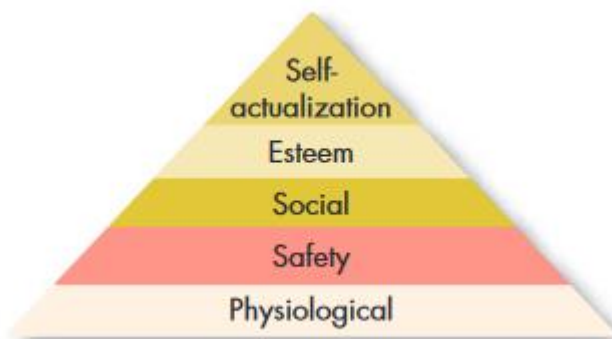 Self-
actualization
Esteem
Social
Safety
Physiological